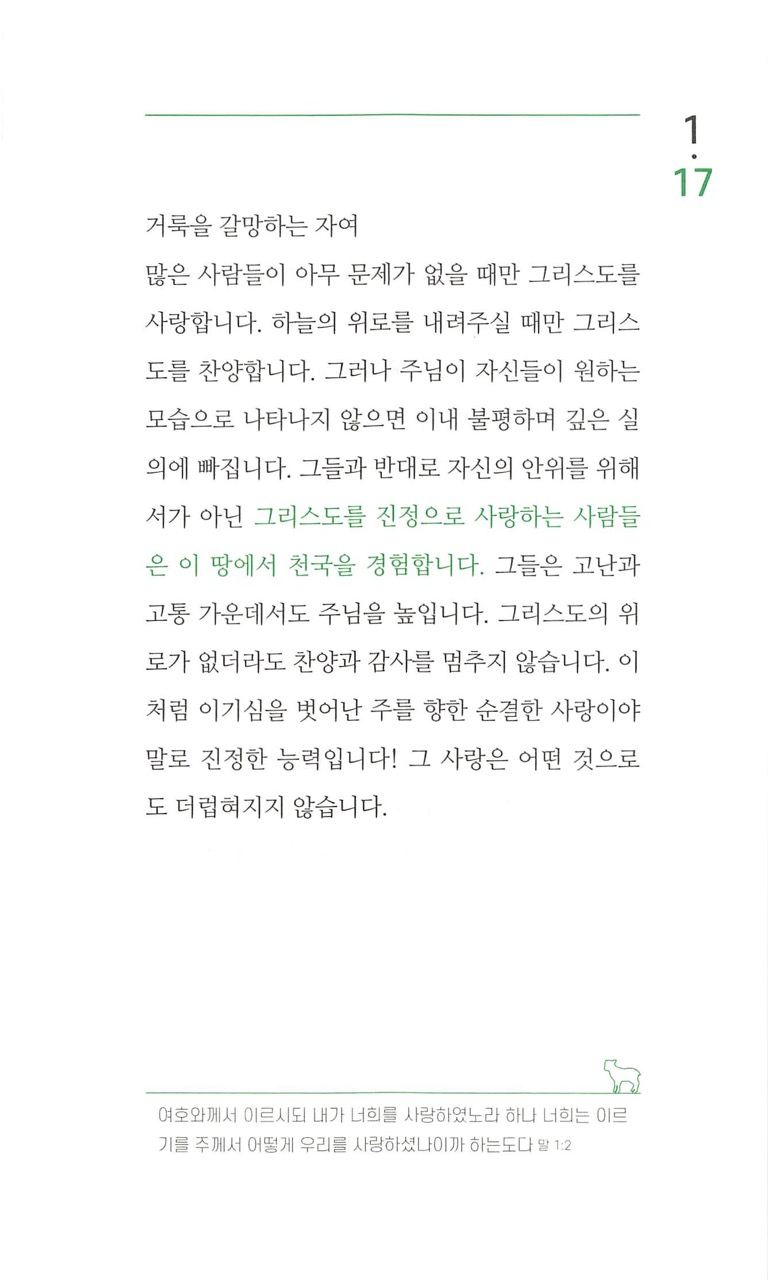 1
.
17
거룩을 갈망하는 자여
많은 사람들이 아무 문제가 없을 때만 그리스도를
사랑합니다. 하늘의 위로를 내려주실 때만 그리스
도를 찬양합니다. 그러나 주님이 자신들이 원하는
모습으로 나타나지 않으면 이내 불평하며 깊은 실
의에 빠집니다. 그들과 반대로 자신의 안위를 위해
서가 아닌 그리스도를 진정으로 사랑하는 사람들
은 이 땅에서 천국을 경험합니다. 그들은 고난과
고통 가운데서도 주님을 높입니다. 그리스도의 위
로가 없더라도 찬양과 감사를 멈추지 않습니다. 이
처럼 이기심을 벗어난 주를 향한 순결한 사랑이야
말로 진정한 능력입니다! 그 사랑은 어떤 것으로
도 더럽혀지지 않습니다.
여호와께서 이르시되 내가 너희를 사랑하였노라 하나 너희는 이르
기를 주께서 어떻게 우리를 사랑하셨나이까 하는도다 말 1:2